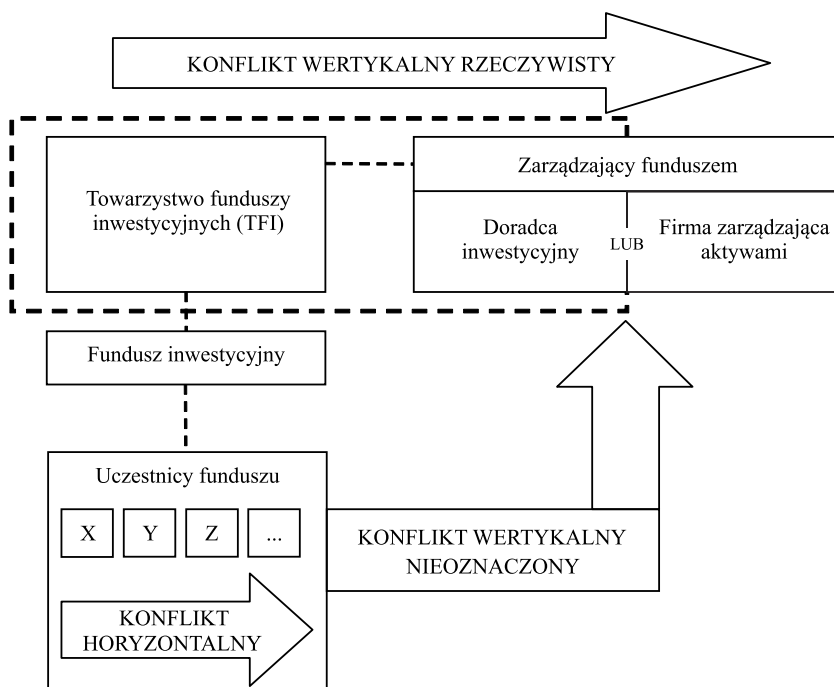 KONFLIKT WERTYKALNY RZECZYWISTY
Towarzystwo funduszy
inwestycyjnych (TFI)
Zarządzający funduszem
Doradca
inwestycyjny
LUB
Firma zarządzająca
aktywami
Fundusz inwestycyjny
Uczestnicy funduszu
X Y Z ...
KONFLIKT
HORYZONTALNY
KONFLIKT WERTYKALNY
NIEOZNACZONY